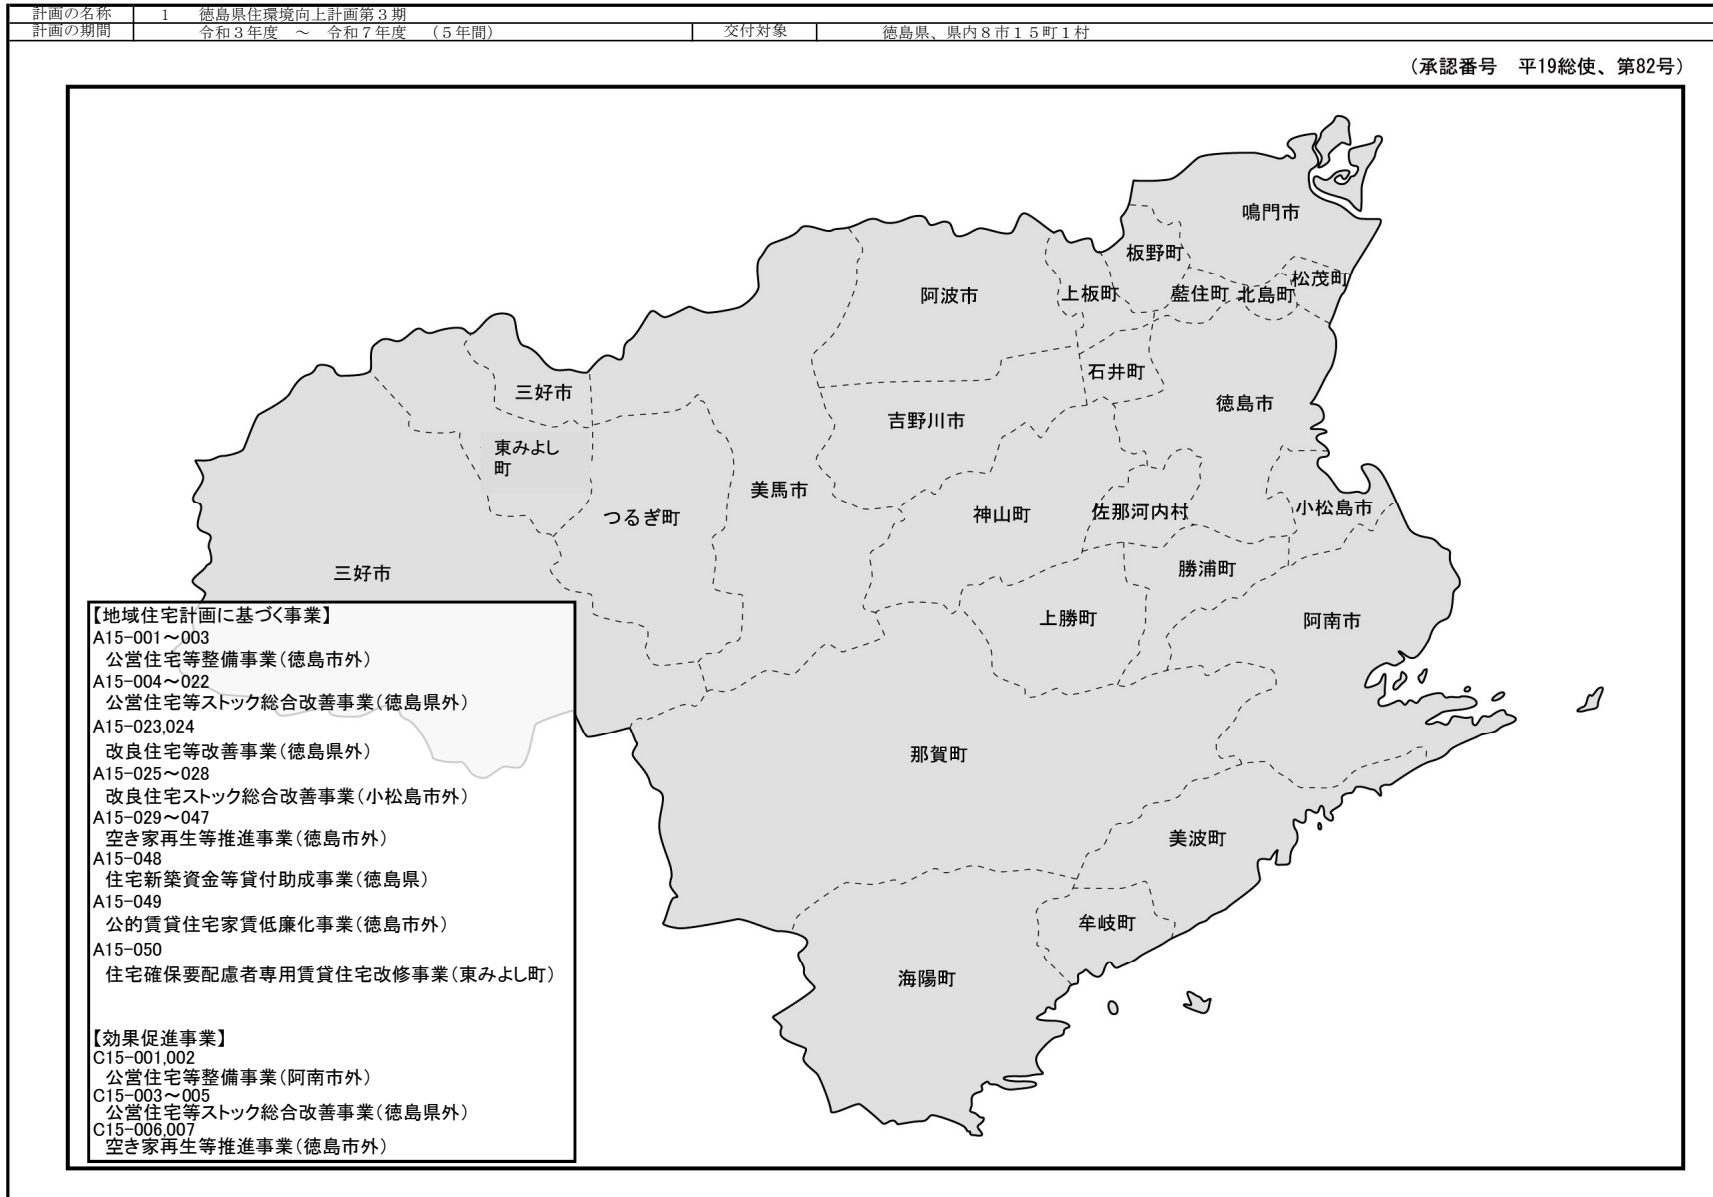 計画の名称 1 徳島県住環境向上計画第3期
計画の期間 令和3年度 ～ 令和7年度 (5年間) 交付対象 徳島県、県内8市15町1村
(承認番号 平19総使、第82号)
鳴門市
板野町
松茂町
阿波市
上板町
藍住町
北島町
石井町
三好市
徳島市
吉野川市
東みよし
町
美馬市
つるぎ町
神山町
佐那河内村
小松島市
三好市
勝浦町
上勝町
阿南市
那賀町
美波町
牟岐町
海陽町
【地域住宅計画に基づく事業】
A15-001～003
公営住宅等整備事業(徳島市外)
A15-004～022
公営住宅等ストック総合改善事業(徳島県外)
A15-023,024
改良住宅等改善事業(徳島県外)
A15-025～028
改良住宅ストック総合改善事業(小松島市外)
A15-029～047
空き家再生等推進事業(徳島市外)
A15-048
住宅新築資金等貸付助成事業(徳島県)
A15-049
公的賃貸住宅家賃低廉化事業(徳島市外)
A15-050
住宅確保要配慮者専用賃貸住宅改修事業(東みよし町)
【効果促進事業】
C15-001,002
公営住宅等整備事業(阿南市外)
C15-003～005
公営住宅等ストック総合改善事業(徳島県外)
C15-006,007
空き家再生等推進事業(徳島市外)